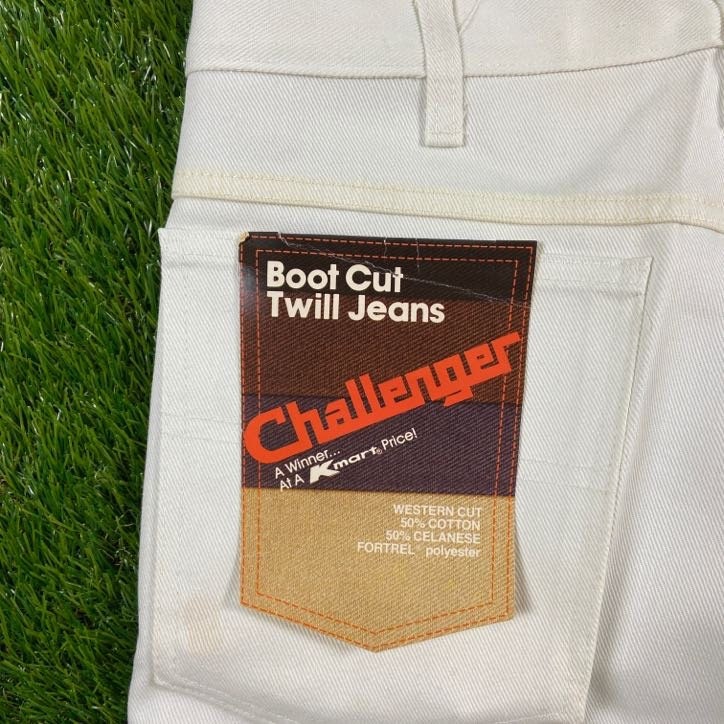 Boot Cut
Twill Jeans
Challenger
A Winner...
At A Kmart® Price!
WESTERN CUT
50% COTTON
50% CELANESE
FORTREL® polyester